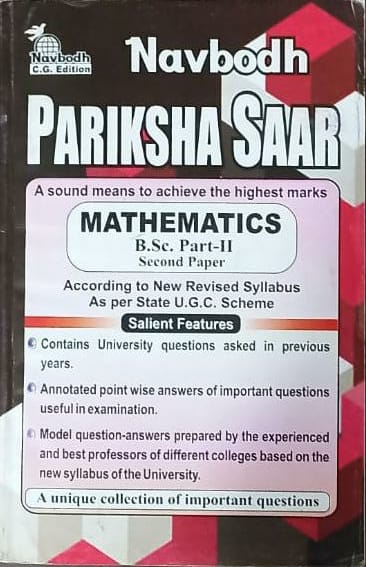 Navbodh
C.G. Edition
Navbodh
PARIKSHA SAAR
A sound means to achieve the highest marks
MATHEMATICS
B.Sc. Part-II
Second Paper
According to New Revised Syllabus
As per State U.G.C. Scheme
Salient Features
Contains University questions asked in previous
years.
Annotated point wise answers of important questions
useful in examination.
Model question-answers prepared by the experienced
and best professors of different colleges based on the
new syllabus of the University.
A unique collection of important questions